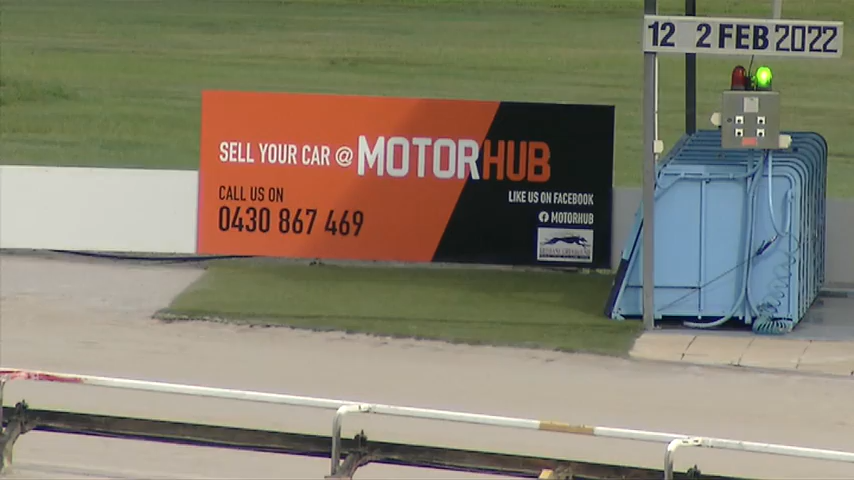 12 2 FEB 2022
SELL YOUR CAR @ MOTORHUB
CALL US ON
0430 867 469
LIKE US ON FACEBOOK
MOTORHUB